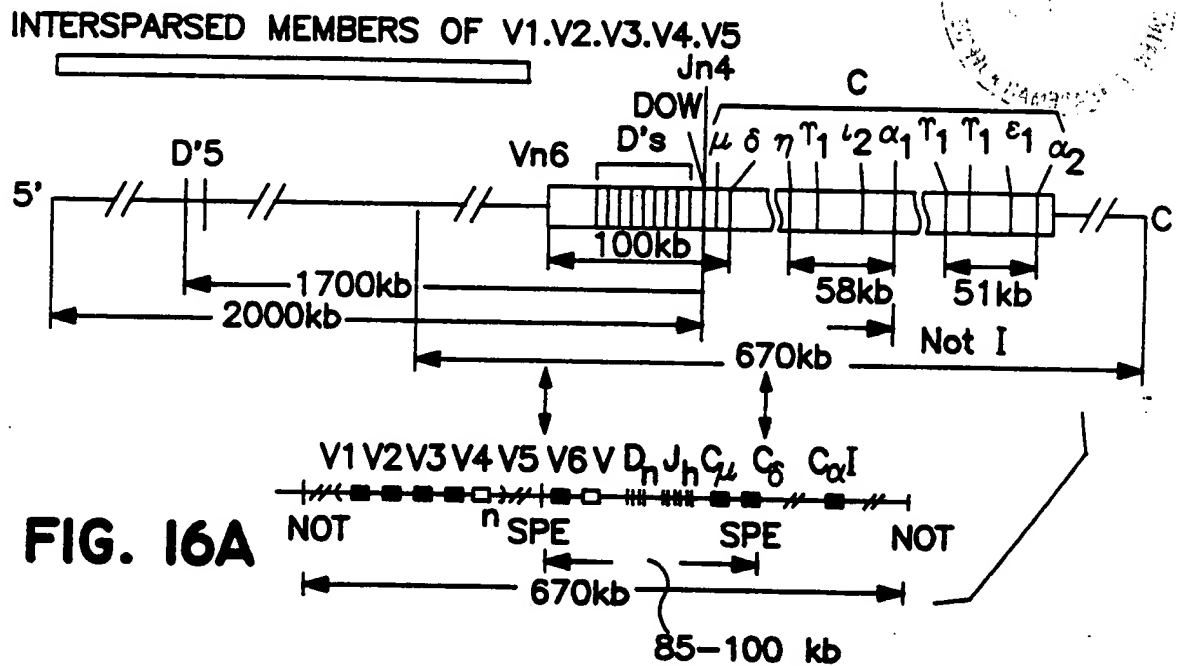 INTERSPARSED MEMBERS OF V1.V2.V3.V4.V5
Jn4
C
DOW
D's
Vn6
D'5
μ δ η ϒ1 ι2 α1 ϒ1 ϒ1 ε1 α2
5'
C
100kb
1700kb
58kb
51kb
2000kb
Not I
670kb
V1 V2 V3 V4 V5 V6 V Dh Jh Cμ Cδ CαI
n
NOT
SPE
SPE
NOT
FIG. 16A
670kb
85–100 kb